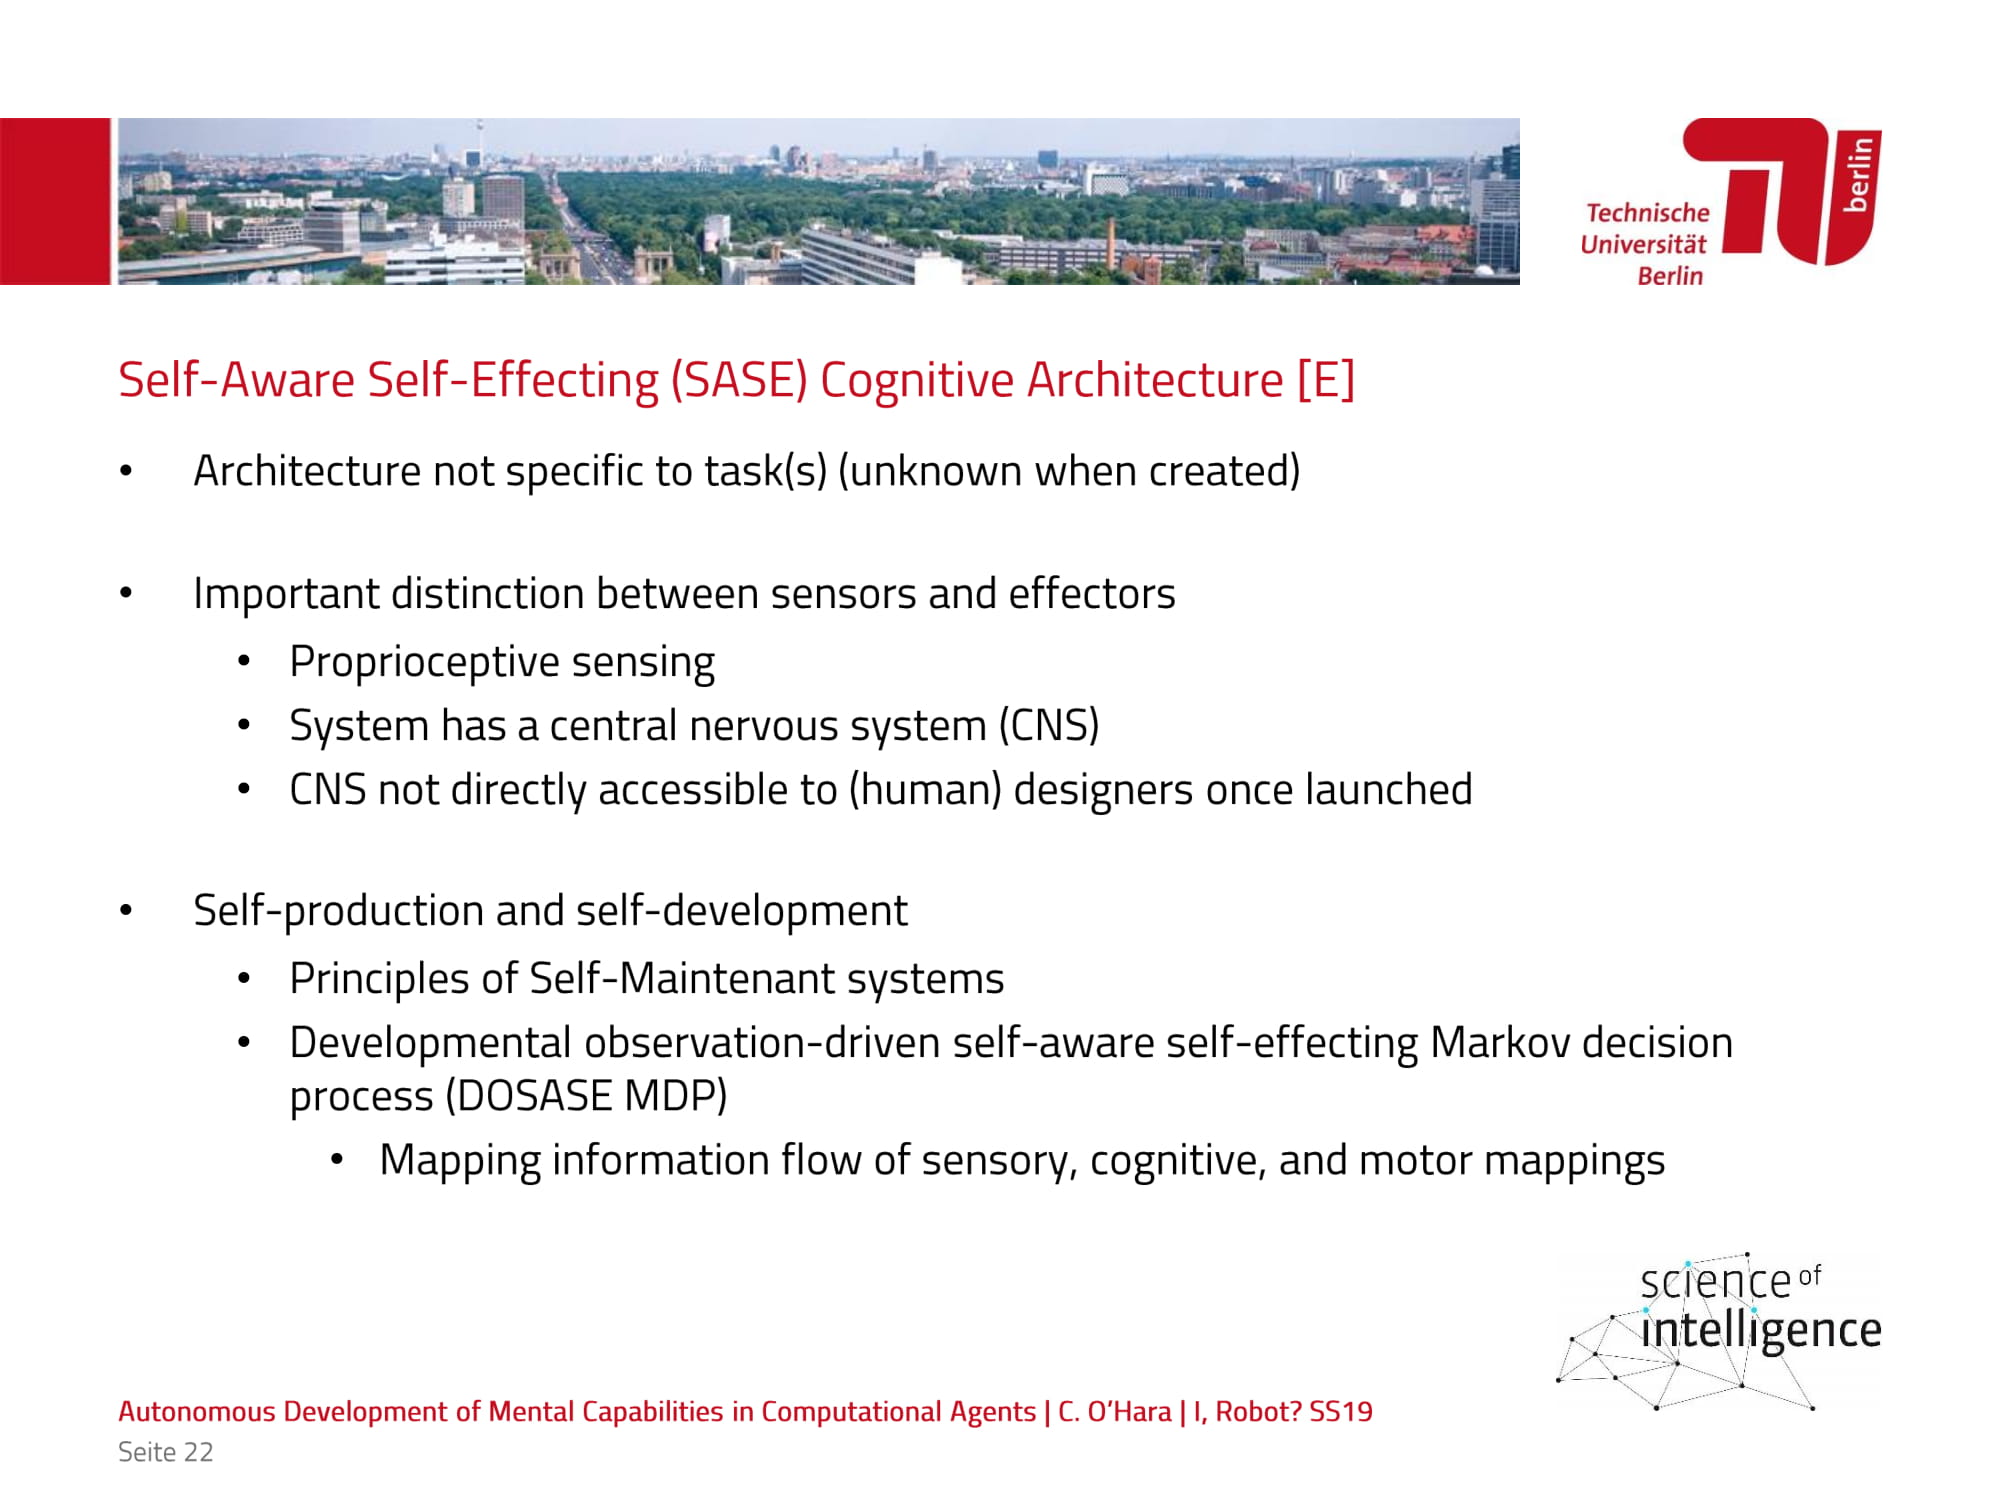 Technische
Universität
Berlin
berlin
Self-Aware Self-Effecting (SASE) Cognitive Architecture [E]
• Architecture not specific to task(s) (unknown when created)
• Important distinction between sensors and effectors
• Proprioceptive sensing
• System has a central nervous system (CNS)
• CNS not directly accessible to (human) designers once launched
• Self-production and self-development
• Principles of Self-Maintenant systems
• Developmental observation-driven self-aware self-effecting Markov decision
process (DOSASE MDP)
• Mapping information flow of sensory, cognitive, and motor mappings
science of
intelligence
Autonomous Development of Mental Capabilities in Computational Agents | C. O’Hara | I, Robot? SS19
Seite 22